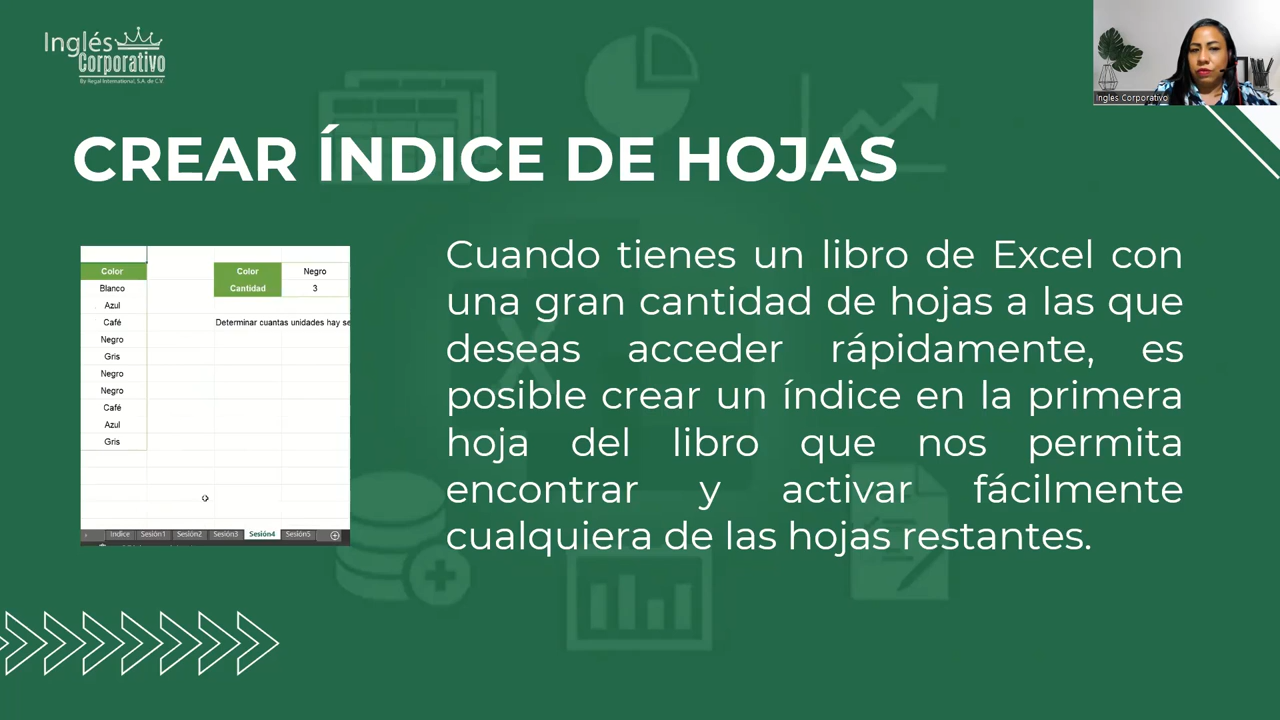 Inglés
Corporativo
By Regal International, S.A. de C.V.
Ingles Corporativo
CREAR ÍNDICE DE HOJAS
Color
Blanco
Azul
Café
Negro
Gris
Negro
Negro
Café
Azul
Gris
Color Negro
Cantidad 3
Determinar cuantas unidades hay se
Indice Sesión1 Sesión2 Sesión3 Sesión4 Sesión5
Cuando tienes un libro de Excel con
una gran cantidad de hojas a las que
deseas acceder rápidamente, es
posible crear un índice en la primera
hoja del libro que nos permita
encontrar y activar fácilmente
cualquiera de las hojas restantes.